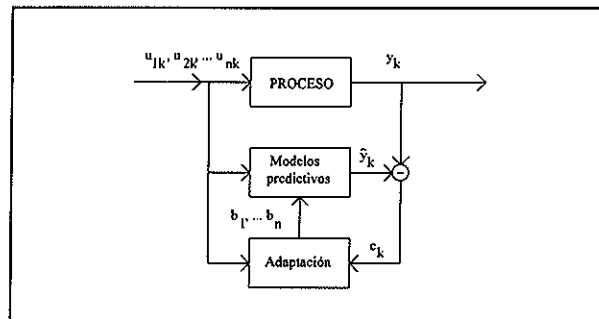 u1k, u2k, ... unk
yk
PROCESO
Modelos
predictivos
ŷk
b1, ... bn
Adaptación
ek